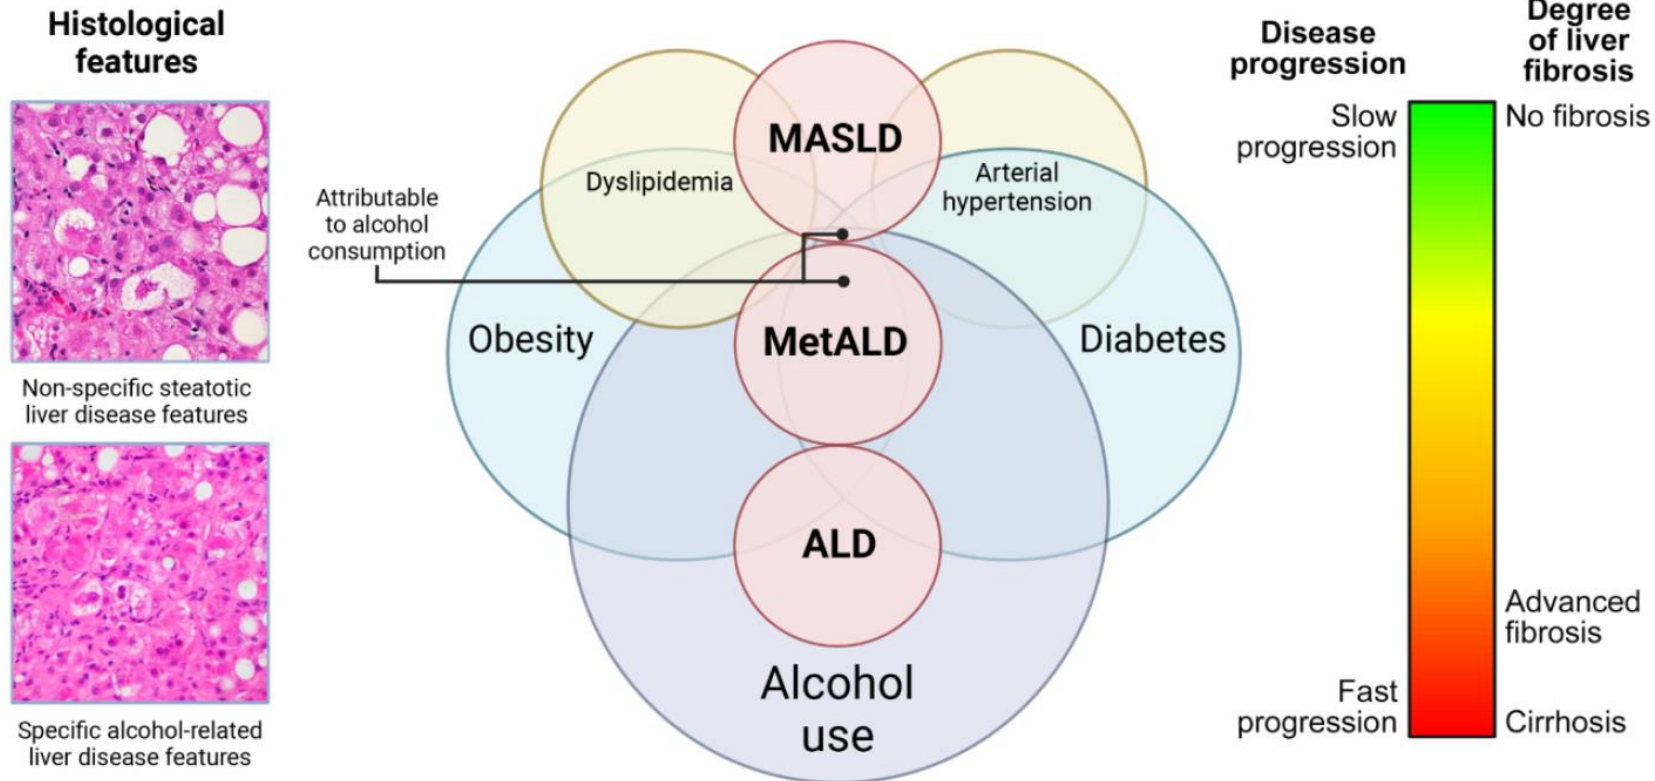 Histological
features
Non-specific steatotic
liver disease features
Specific alcohol-related
liver disease features
Attributable
to alcohol
consumption
MASLD
Dyslipidemia
Arterial
hypertension
Obesity
MetALD
Diabetes
ALD
Alcohol
use
Disease
progression
Slow
progression
Fast
progression
Degree
of liver
fibrosis
No fibrosis
Advanced
fibrosis
Cirrhosis